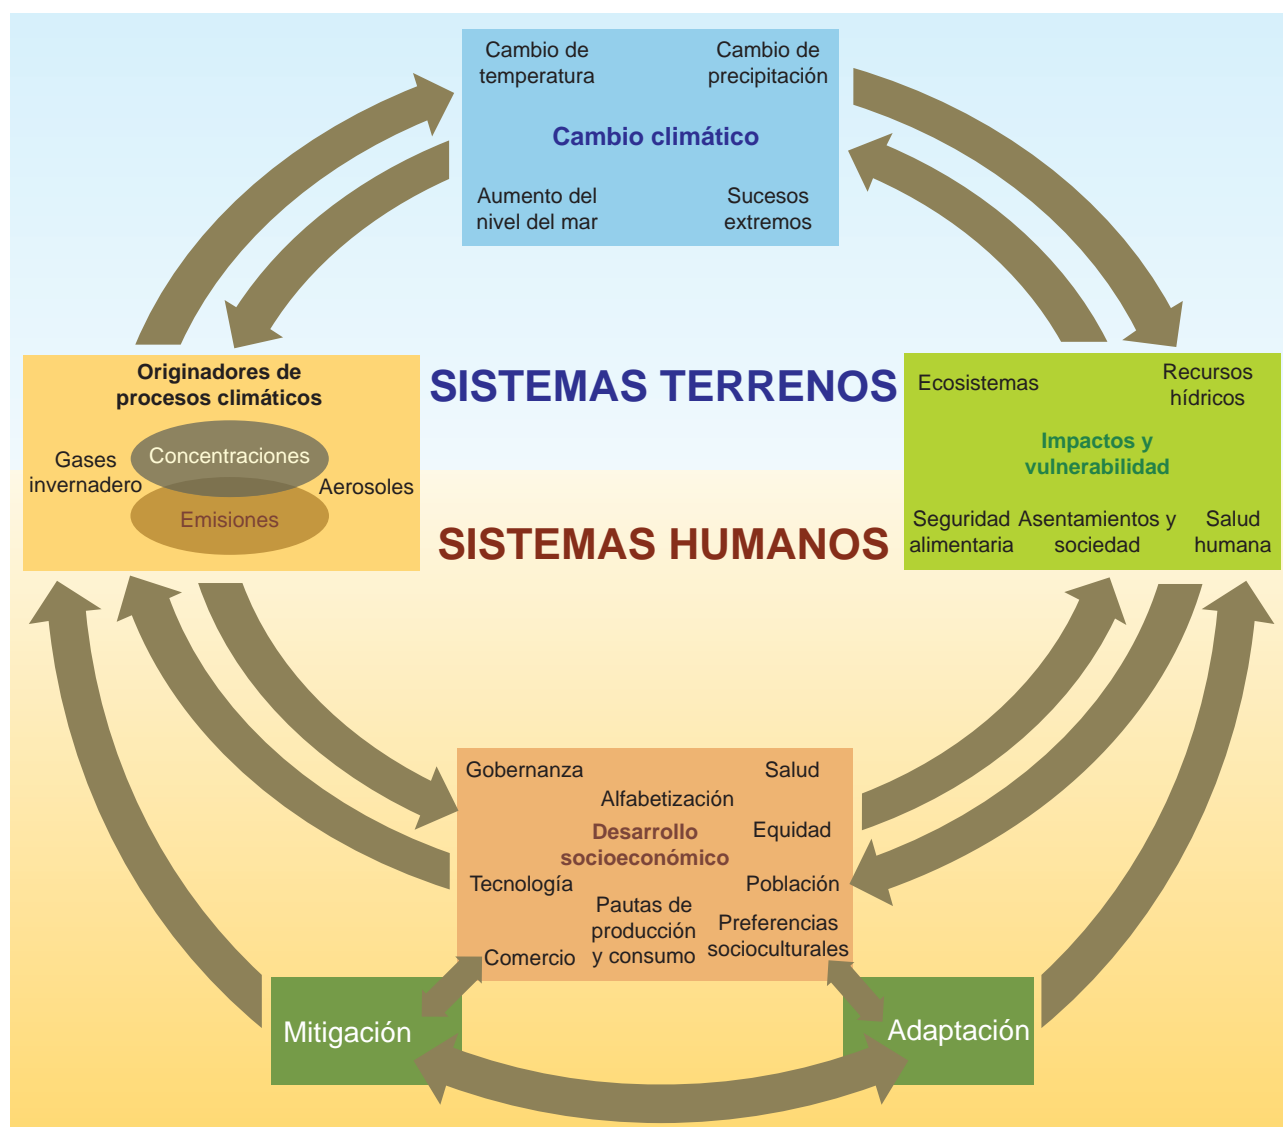 Cambio de
temperatura
Cambio de
precipitación
Cambio climático
Aumento del
nivel del mar
Sucesos
extremos
Originadores de
procesos climáticos
Concentraciones
Gases
invernadero
Aerosoles
Emisiones
SISTEMAS TERRENOS
SISTEMAS HUMANOS
Ecosistemas
Recursos
hídricos
Impactos y
vulnerabilidad
Seguridad
alimentaria
Asentamientos y
sociedad
Salud
humana
Gobernanza
Salud
Alfabetización
Desarrollo
socioeconómico
Equidad
Tecnología
Población
Pautas de
producción
y consumo
Preferencias
socioculturales
Comercio
Mitigación
Adaptación